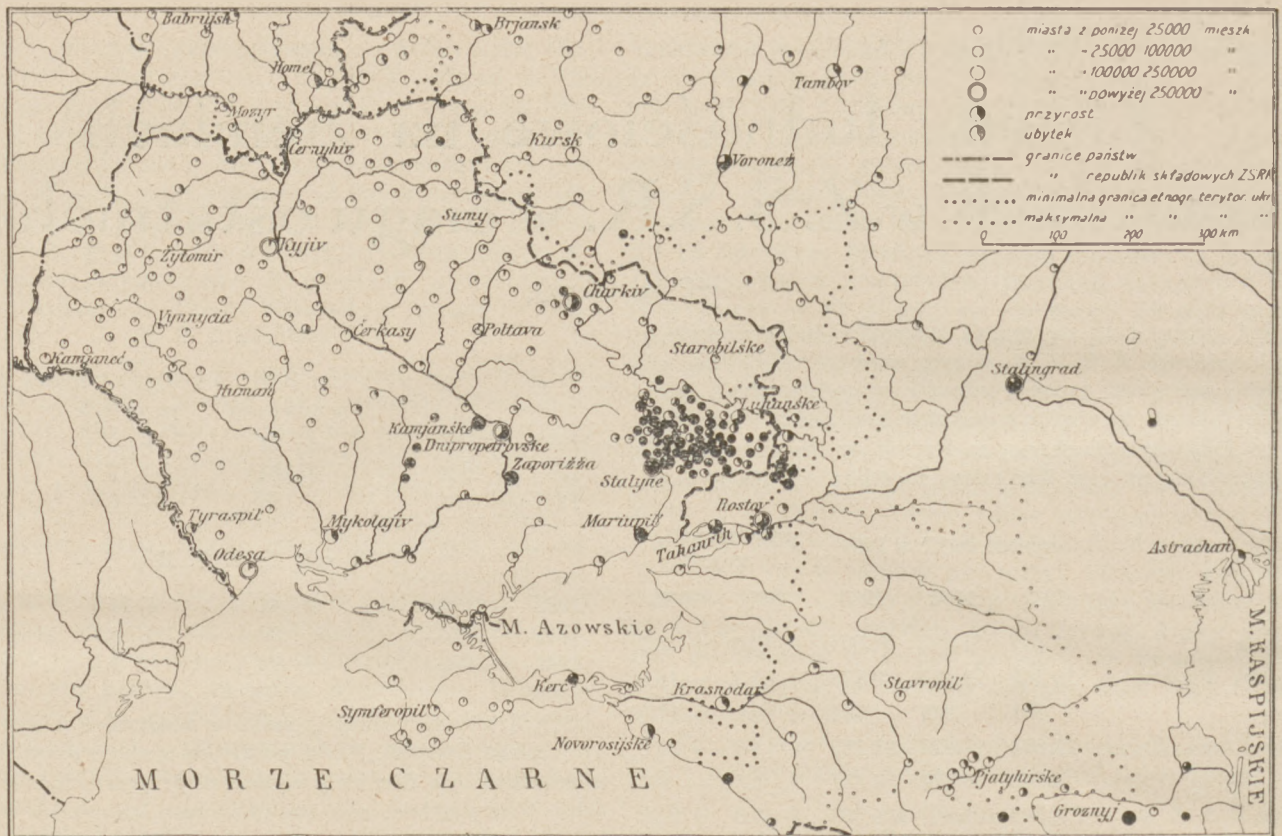 miasta z poniżej 25000 mieszk
" - 25000 100000 "
" - 100000 250000 "
" " powyżej 250000 "
przyrost
ubytek
granice państw
" republik składowych ZSRR
minimalna granica etnogr. terytor ukr
maksymalna " " " "
0 100 200 300 km
Babrujsk
Brjansk
Homel
Tambov
Mozyr
Černyhiv
Kursk
Voronež
Sumy
Kyjiv
Žytomir
Charkiv
Vynnycia
Čerkasy
Poltava
Starobilśke
Kamjaneć
Stalingrad
Humań
Luhanśke
Kamjanśke
Dnipropetrovśke
Zaporižža
Stalyne
Rostov
Tyraspil'
Mykolajiv
Mariupil'
Tahanrih
Odesa
Astrachań
M. Azowskie
M. KASPIJSKIE
Kerč
Krasnodar
Stavropil'
Symferopil'
Novorosijśke
MORZE CZARNE
Pjatyhirśke
Groznyj